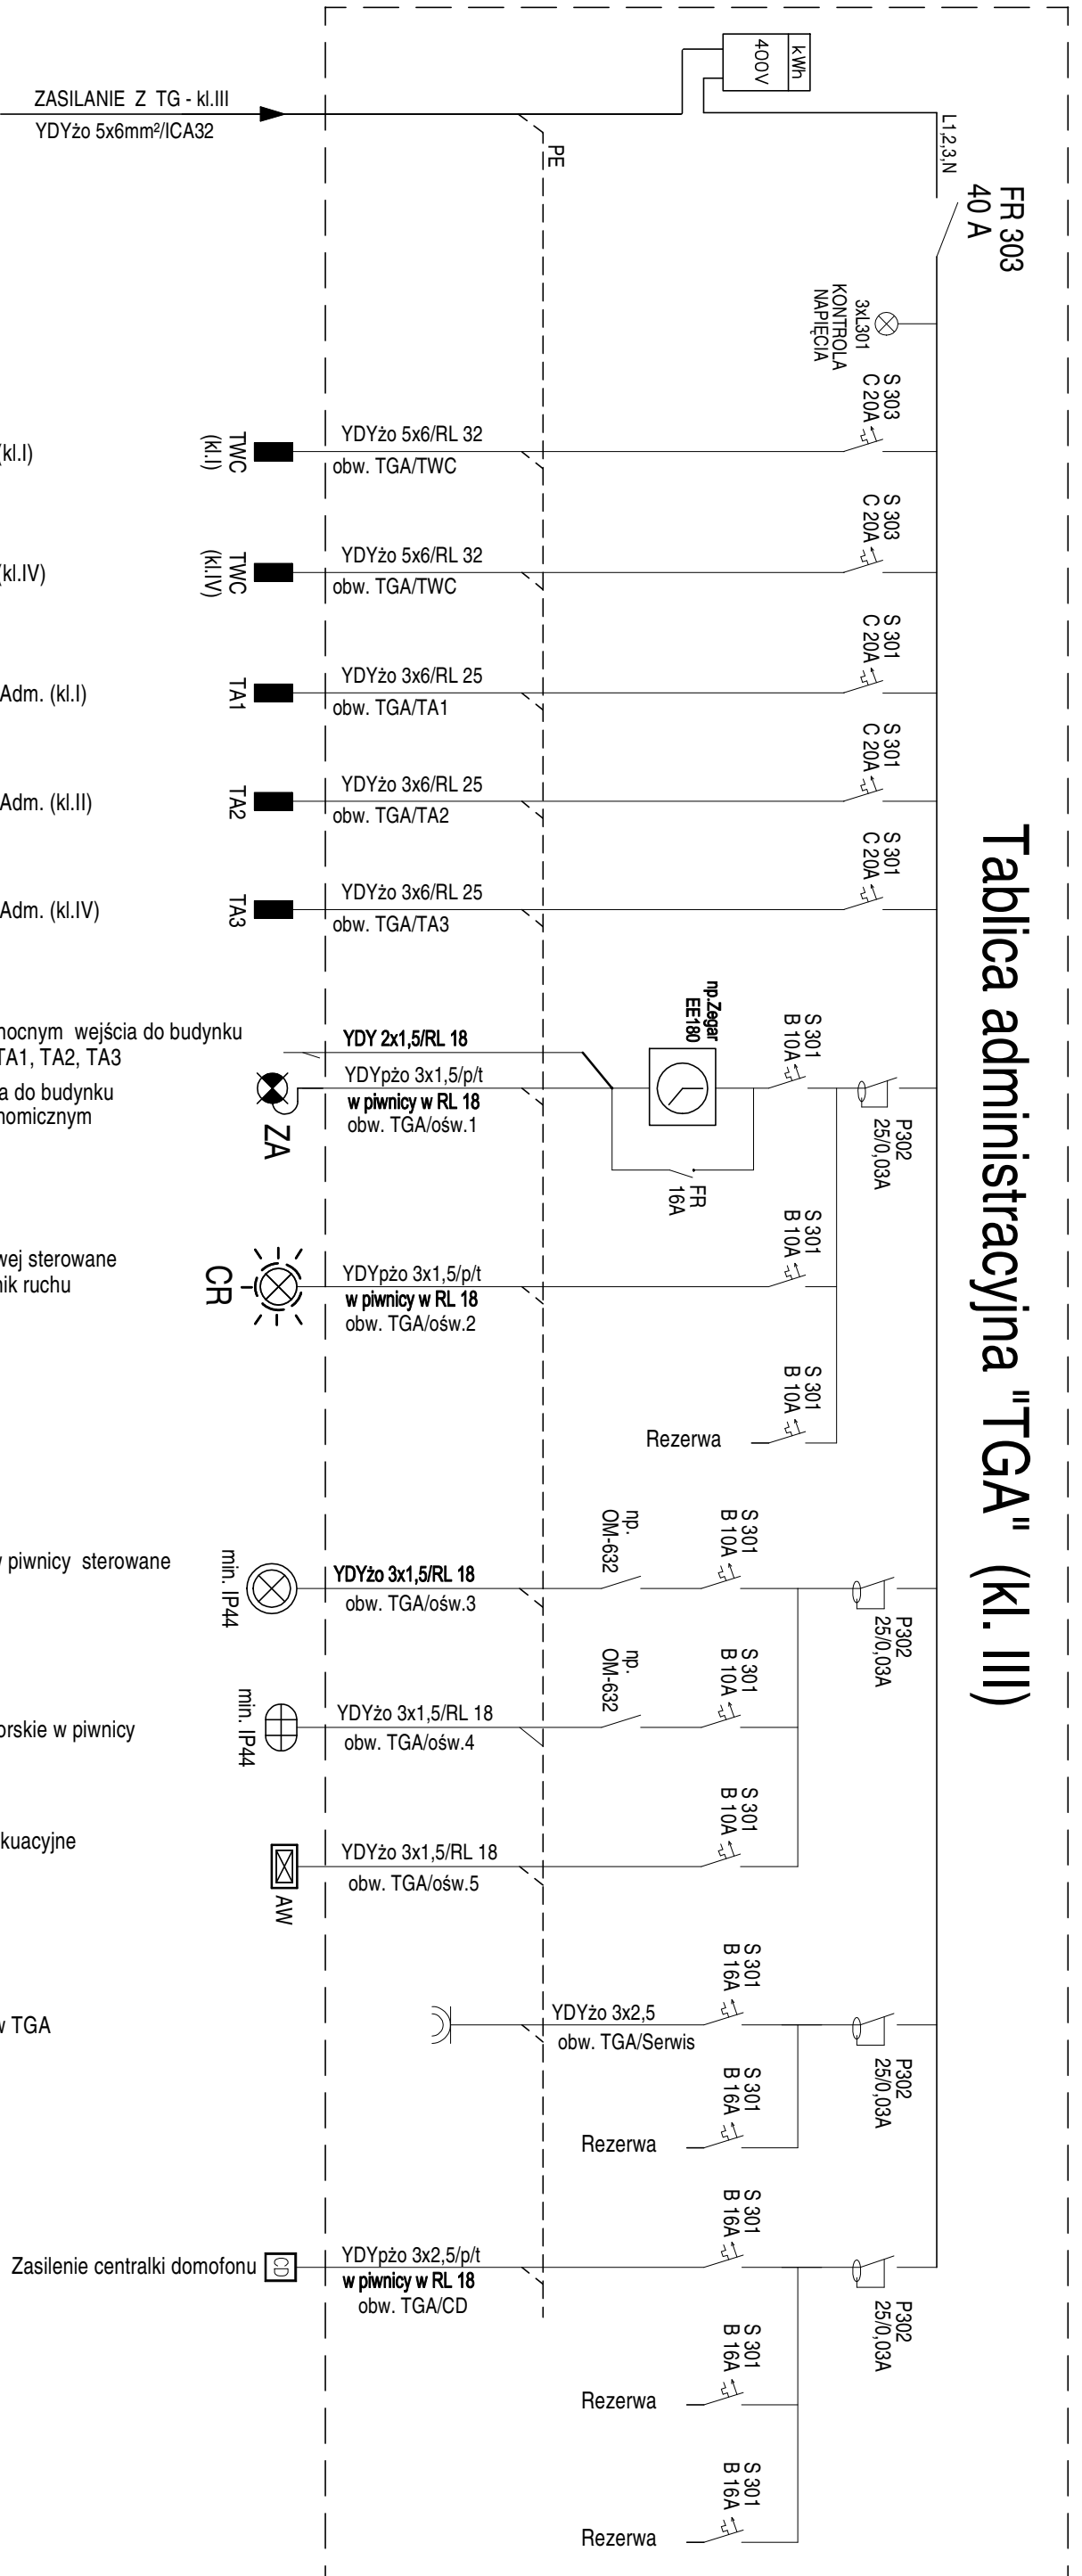 Tablica administracyjna "TGA" (kl. III)
kWh
400V
ZASILANIE Z TG - kl.III
YDYżo 5x6mm²/ICA32
L1,2,3,N
PE
FR 303
40 A
3xL301
KONTROLA
NAPIĘCIA
S 303
C 20A
YDYżo 5x6/RL 32
obw. TGA/TWC
TWC
(kl.I)
(kl.I)
S 303
C 20A
YDYżo 5x6/RL 32
obw. TGA/TWC
TWC
(kl.IV)
(kl.IV)
S 301
C 20A
YDYżo 3x6/RL 25
obw. TGA/TA1
TA1
Adm. (kl.I)
S 301
C 20A
YDYżo 3x6/RL 25
obw. TGA/TA2
TA2
Adm. (kl.II)
S 301
C 20A
YDYżo 3x6/RL 25
obw. TGA/TA3
TA3
Adm. (kl.IV)
np.Zegar
EE180
S 301
B 10A
P302
25/0,03A
FR
16A
YDY 2x1,5/RL 18
YDYpżo 3x1,5/p/t
w piwnicy w RL 18
obw. TGA/ośw.1
ZA
nocnym wejścia do budynku
TA1, TA2, TA3
a do budynku
nomicznym
S 301
B 10A
YDYpżo 3x1,5/p/t
w piwnicy w RL 18
obw. TGA/ośw.2
CR
wej sterowane
nik ruchu
S 301
B 10A
Rezerwa
P302
25/0,03A
S 301
B 10A
np.
OM-632
YDYżo 3x1,5/RL 18
obw. TGA/ośw.3
min. IP44
w piwnicy sterowane
S 301
B 10A
np.
OM-632
YDYżo 3x1,5/RL 18
obw. TGA/ośw.4
min. IP44
orskie w piwnicy
S 301
B 10A
YDYżo 3x1,5/RL 18
obw. TGA/ośw.5
AW
kuacyjne
S 301
B 16A
P302
25/0,03A
YDYżo 3x2,5
obw. TGA/Serwis
w TGA
S 301
B 16A
Rezerwa
S 301
B 16A
P302
25/0,03A
YDYpżo 3x2,5/p/t
w piwnicy w RL 18
obw. TGA/CD
CD
Zasilenie centralki domofonu
S 301
B 16A
Rezerwa
S 301
B 16A
Rezerwa